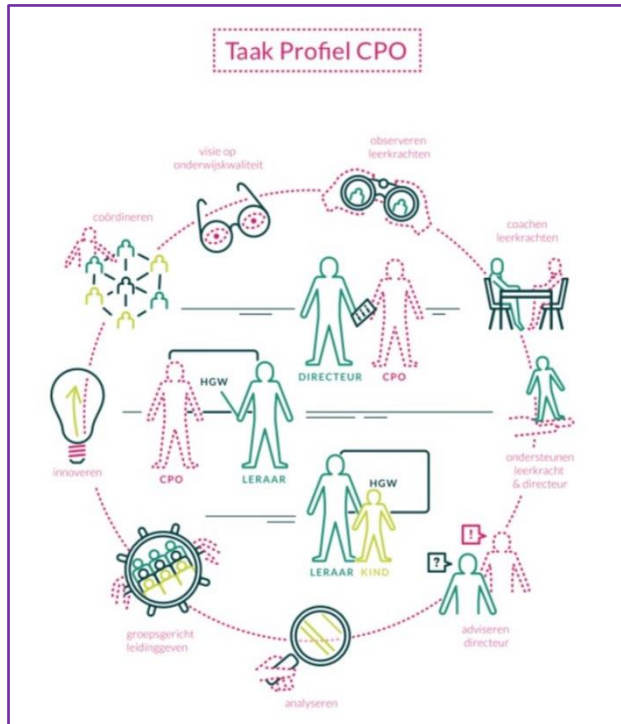 Taak Profiel CPO
observeren
leerkrachten
visie op
onderwijskwaliteit
coördineren
coachen
leerkrachten
DIRECTEUR
CPO
HGW
CPO
LERAAR
innoveren
ondersteunen
leerkracht
& directeur
HGW
LERAAR
KIND
!
?
adviseren
directeur
groepsgericht
leidinggeven
analyseren